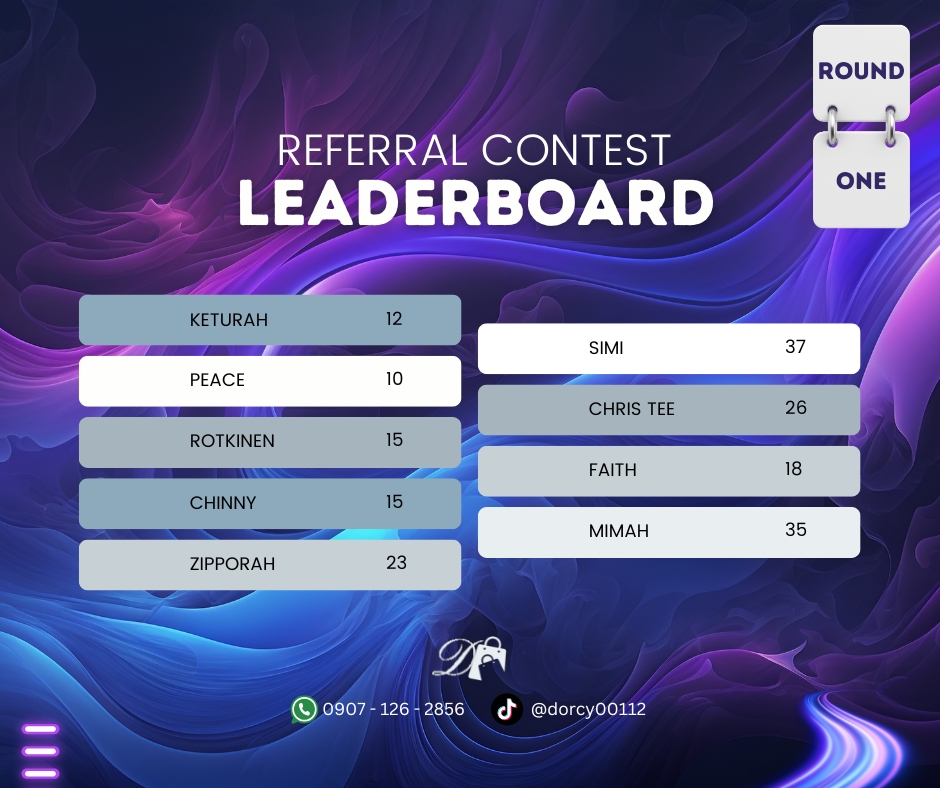 ROUND
ONE
REFERRAL CONTEST
LEADERBOARD
KETURAH 12
PEACE 10
ROTKINEN 15
CHINNY 15
ZIPPORAH 23
SIMI 37
CHRIS TEE 26
FAITH 18
MIMAH 35
D
0907 - 126 - 2856 @dorcy00112